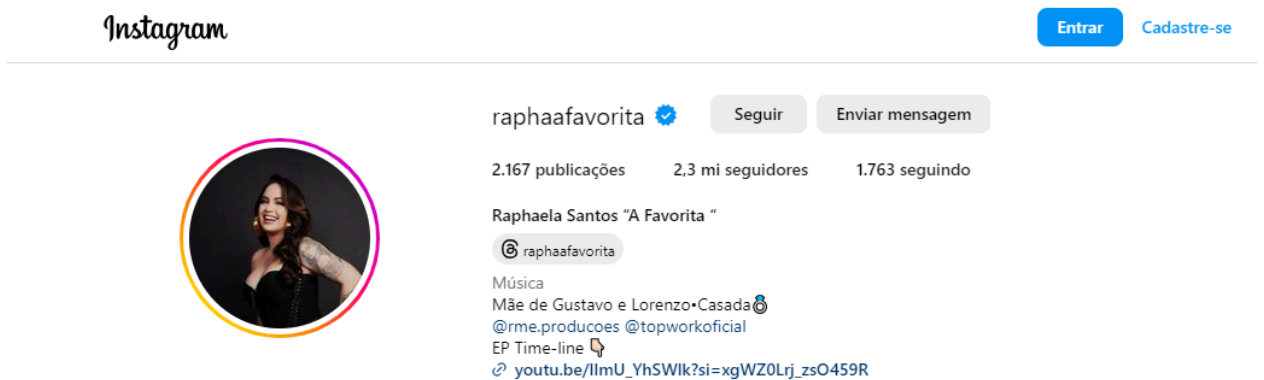 Instagram
Entrar
Cadastre-se
raphaafavorita
Seguir
Enviar mensagem
2.167 publicações
2,3 mi seguidores
1.763 seguindo
Raphaela Santos “A Favorita “
raphaafavorita
Música
Mãe de Gustavo e Lorenzo•Casada💍
@rme.producoes @topworkoficial
EP Time-line 👇🏻
youtu.be/IlmU_YhSWlk?si=xgWZ0Lrj_zsO459R